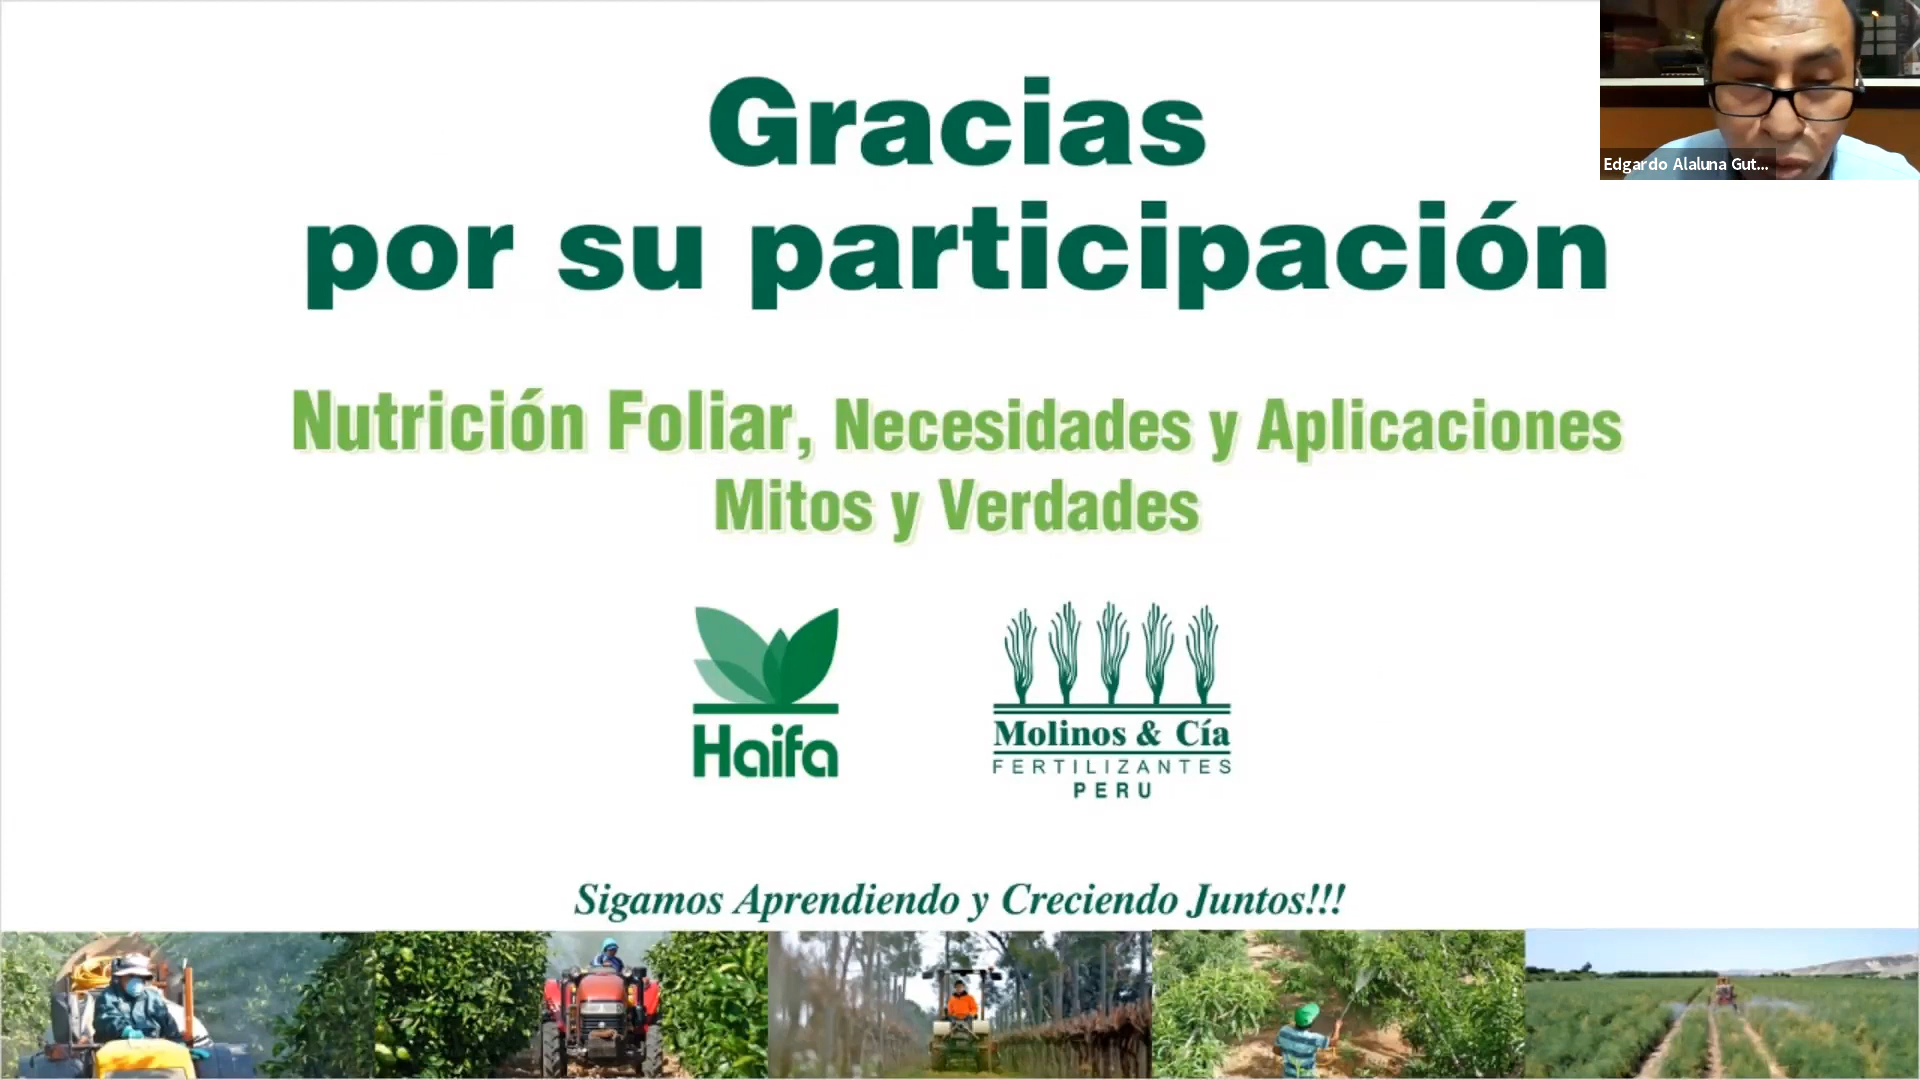 Gracias
por su participación
Edgardo Alaluna Gut...
Nutrición Foliar, Necesidades y Aplicaciones
Mitos y Verdades
Haifa
Molinos & Cía
FERTILIZANTES
PERU
Sigamos Aprendiendo y Creciendo Juntos!!!